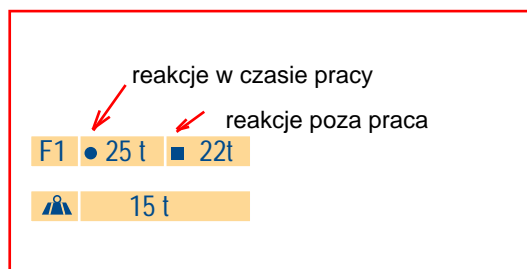 reakcje w czasie pracy
reakcje poza praca
F1 ● 25 t ■ 22t
15 t